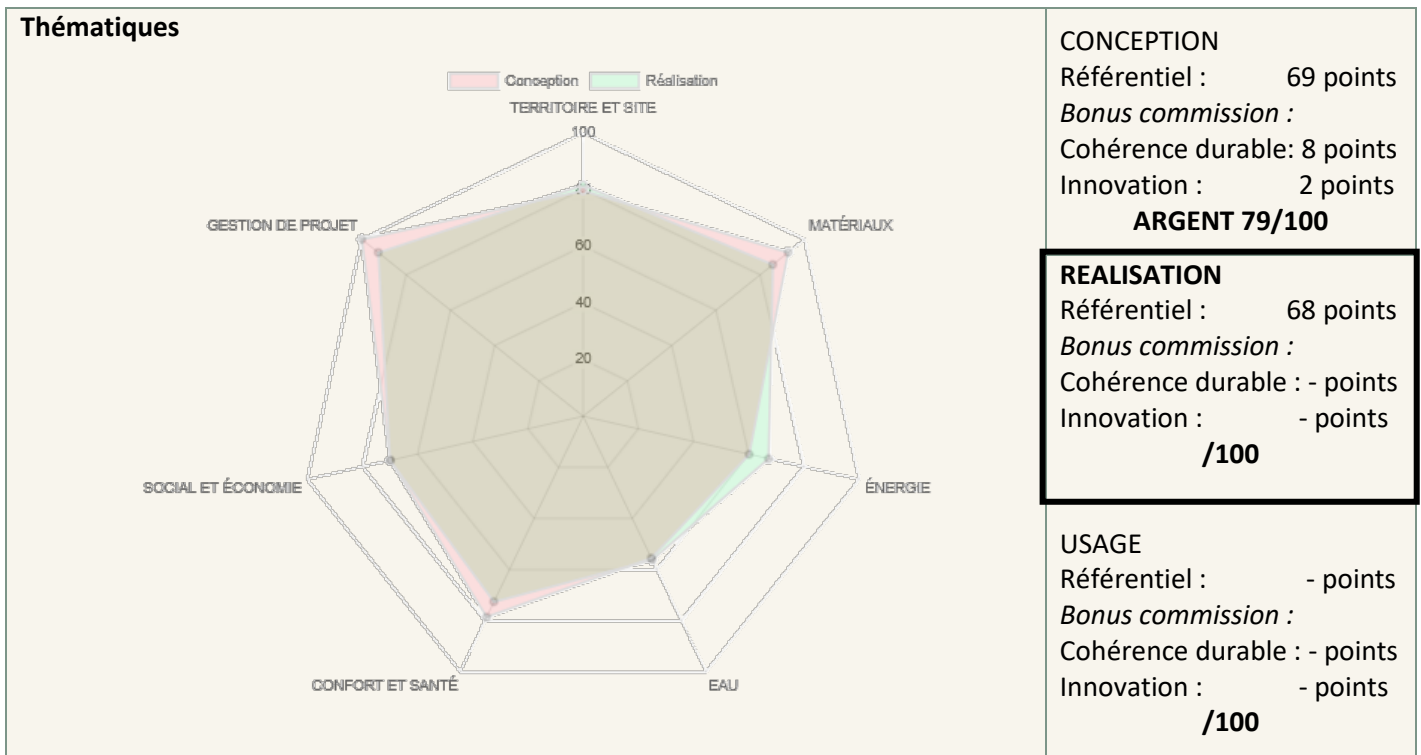 Thématiques
Conception Réalisation
TERRITOIRE ET SITE
100
GESTION DE PROJET
MATÉRIAUX
60
40
20
SOCIAL ET ÉCONOMIE
ÉNERGIE
CONFORT ET SANTÉ
EAU
CONCEPTION
Référentiel : 69 points
Bonus commission :
Cohérence durable: 8 points
Innovation : 2 points
ARGENT 79/100
REALISATION
Référentiel : 68 points
Bonus commission :
Cohérence durable : - points
Innovation : - points
/100
USAGE
Référentiel : - points
Bonus commission :
Cohérence durable : - points
Innovation : - points
/100